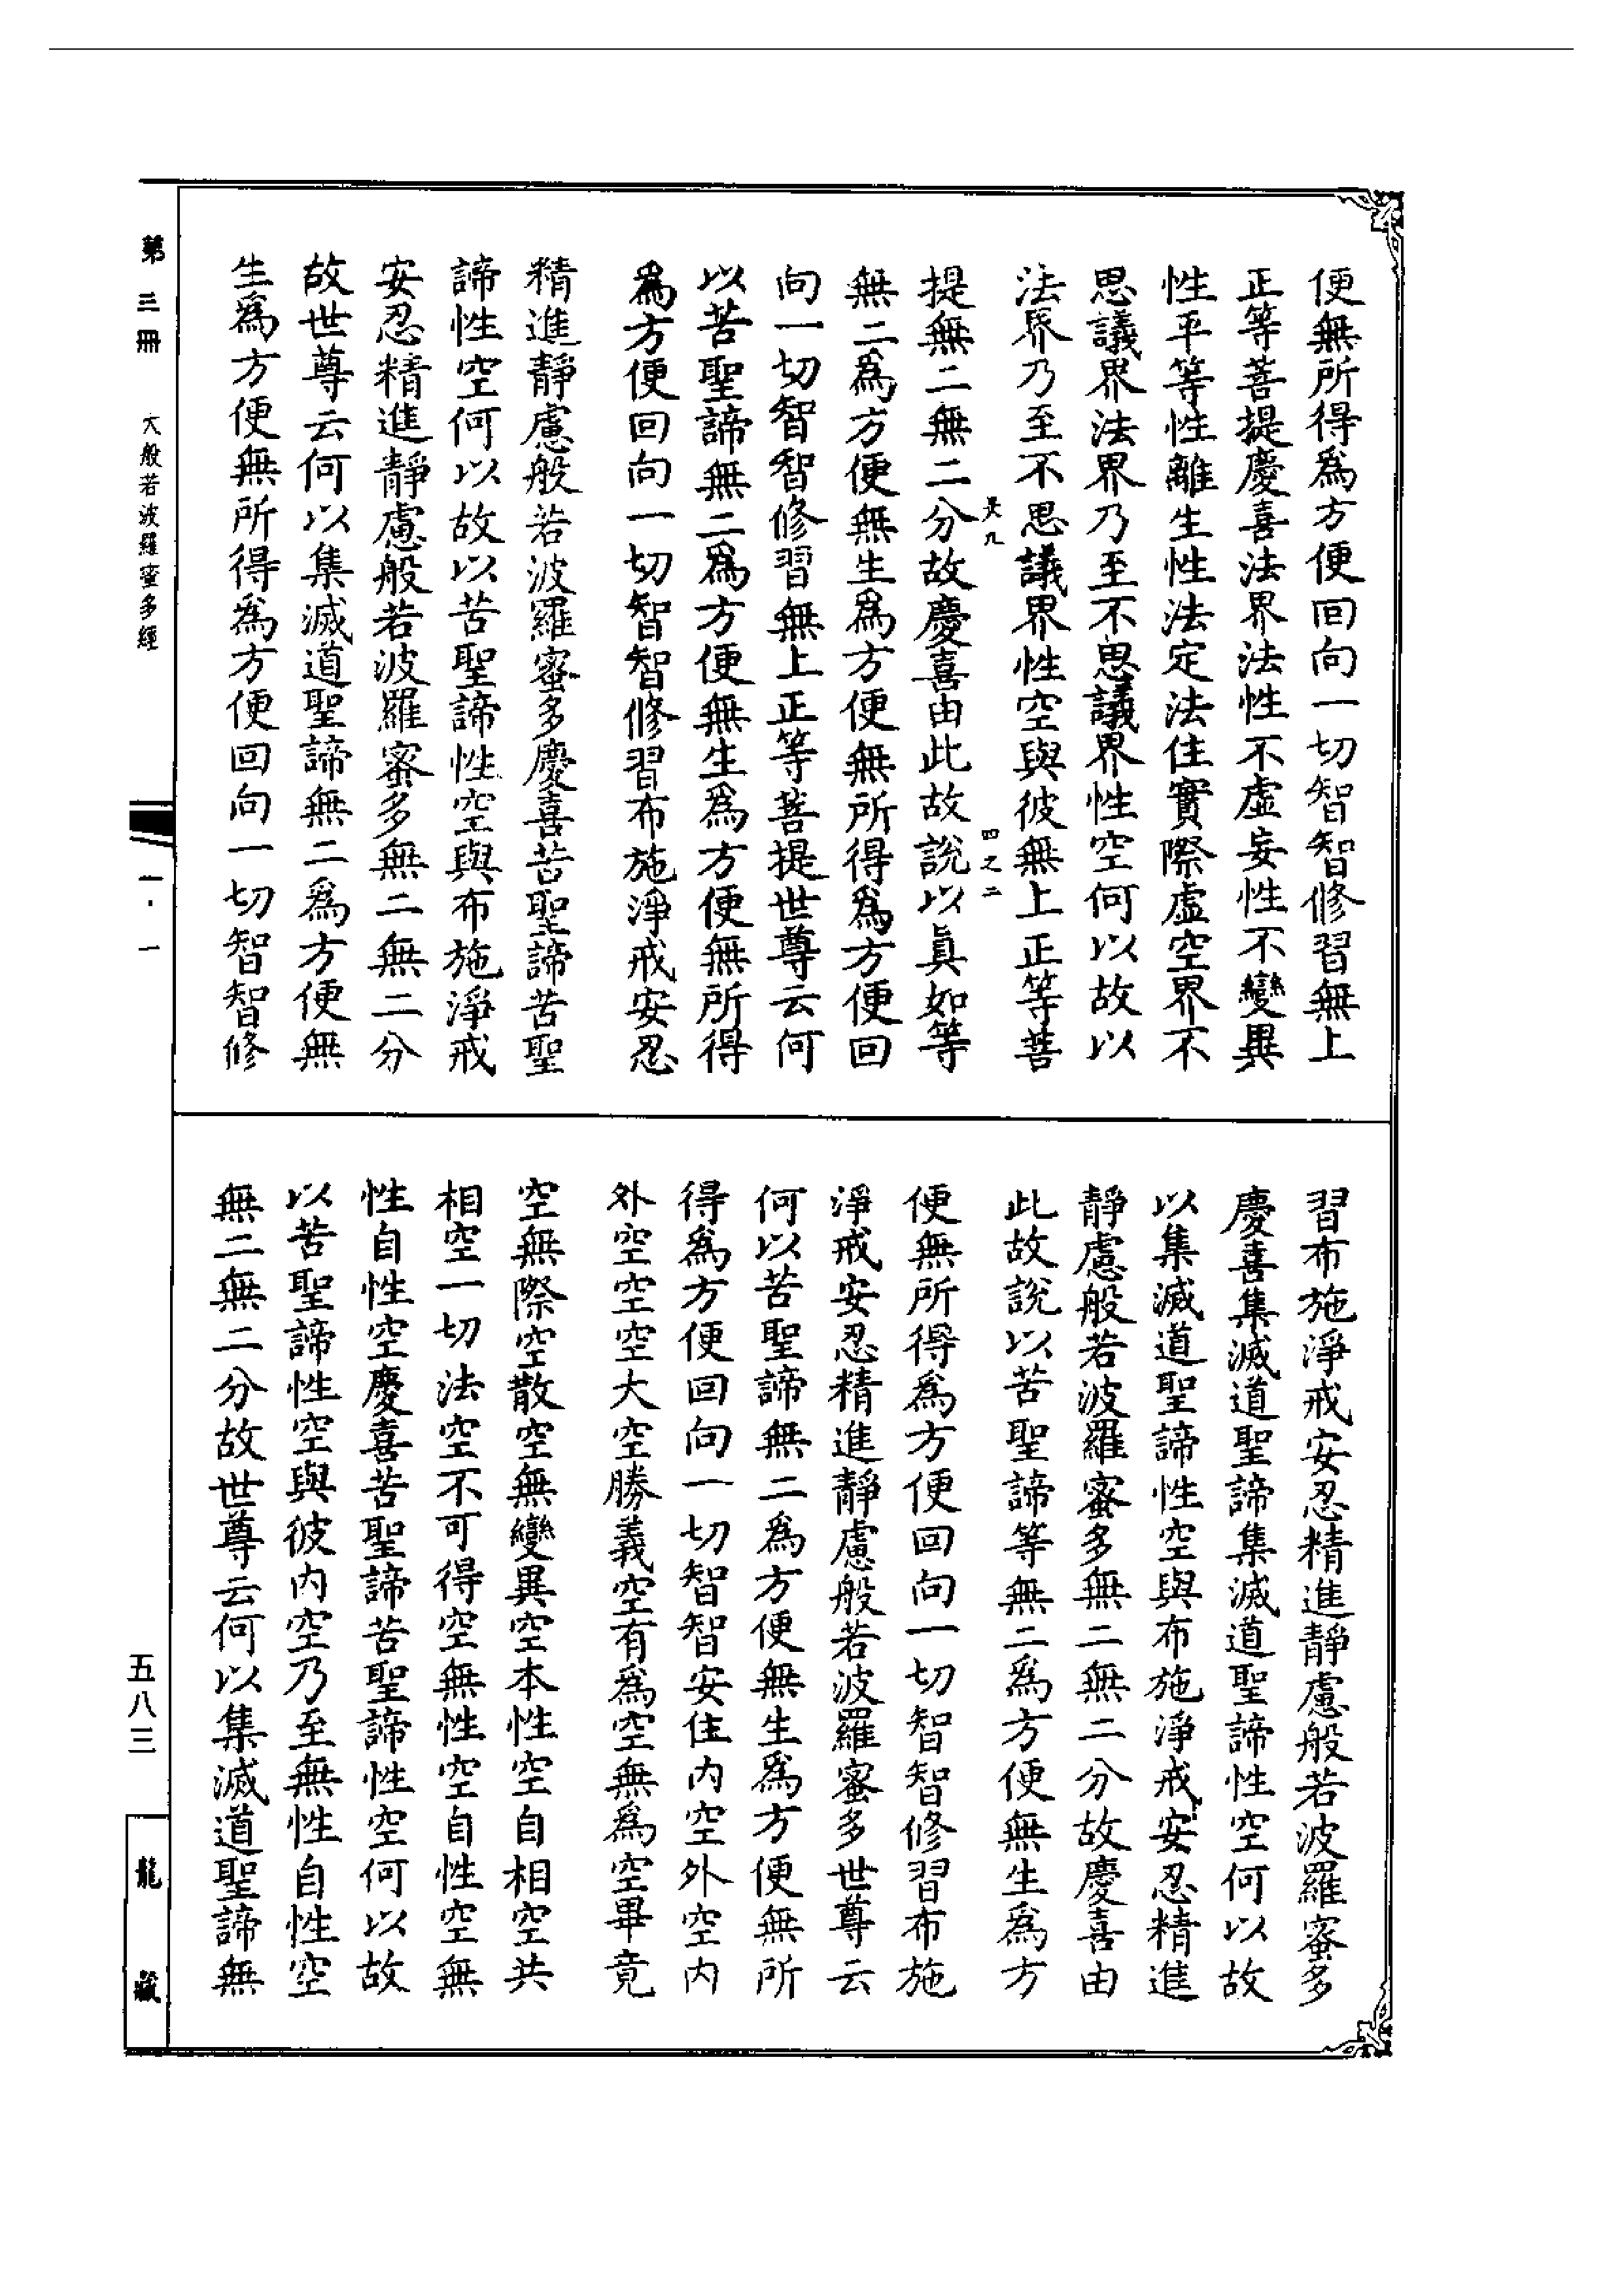 便無所得爲方便回向一切智智修習無上
正等菩提慶喜法界法性不虛妄性不變異
性平等性離生性法定法住實際虛空界不
思議界法界乃至不思議界性空何以故以
法界乃至不思議界性空與彼無上正等菩
四之二
提無二無二分故慶喜由此故說以真如等
無二爲方便無生爲方便無所得爲方便回
向一切智智修習無上正等菩提世尊云何
以苦聖諦無二爲方便無生爲方便無所得
爲方便回向一切智智修習布施淨戒安忍
精進靜慮般若波羅蜜多慶喜苦聖諦苦聖
諦性空何以故以苦聖諦性空與布施淨戒
安忍精進靜慮般若波羅蜜多無二無二分
故世尊云何以集滅道聖諦無二爲方便無
生爲方便無所得爲方便回向一切智智修
習布施淨戒安忍精進靜慮般若波羅蜜多
慶喜集滅道聖諦集滅道聖諦性空何以故
以集滅道聖諦性空與布施淨戒安忍精進
靜慮般若波羅蜜多無二無二分故慶喜由
此故說以苦聖諦等無二爲方便無生爲方
便無所得爲方便回向一切智智修習布施
淨戒安忍精進靜慮般若波羅蜜多世尊云
何以苦聖諦無二爲方便無生爲方便無所
得爲方便回向一切智智安住內空外空內
外空空空大空勝義空有爲空無爲空畢竟
空無際空散空無變異空本性空自相空共
相空一切法空不可得空無性空自性空無
性自性空慶喜苦聖諦苦聖諦性空何以故
以苦聖諦性空與彼內空乃至無性自性空
無二無二分故世尊云何以集滅道聖諦無
第三冊 大般若波羅蜜多經 一·一
五八三
龍藏